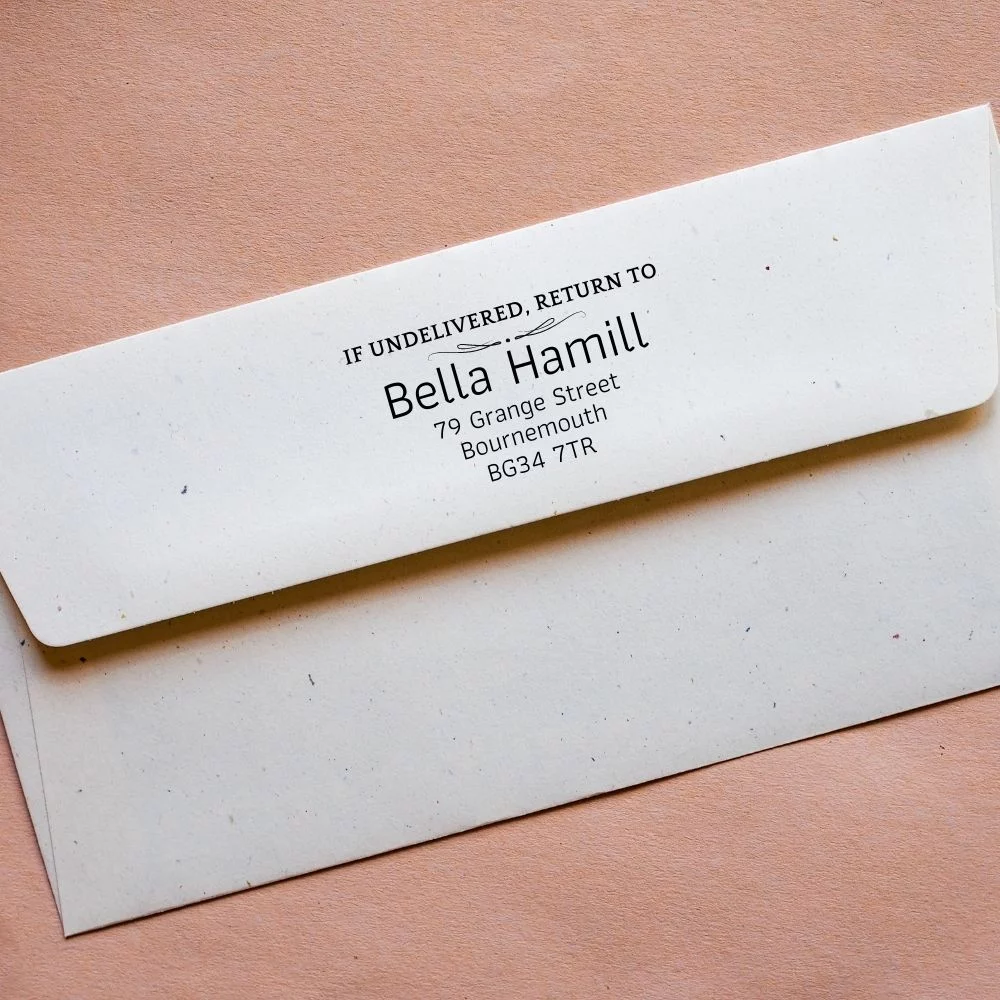 IF UNDELIVERED, RETURN TO
Bella Hamill
79 Grange Street
Bournemouth
BG34 7TR